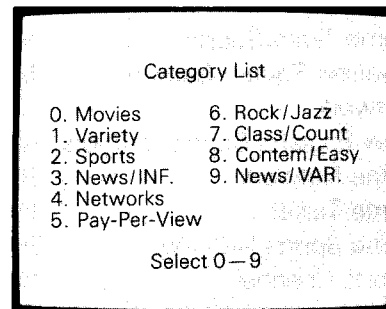 Category List
0. Movies
1. Variety
2. Sports
3. News/INF.
4. Networks
5. Pay-Per-View
6. Rock/Jazz
7. Class/Count
8. Contem/Easy
9. News/VAR.
Select 0—9